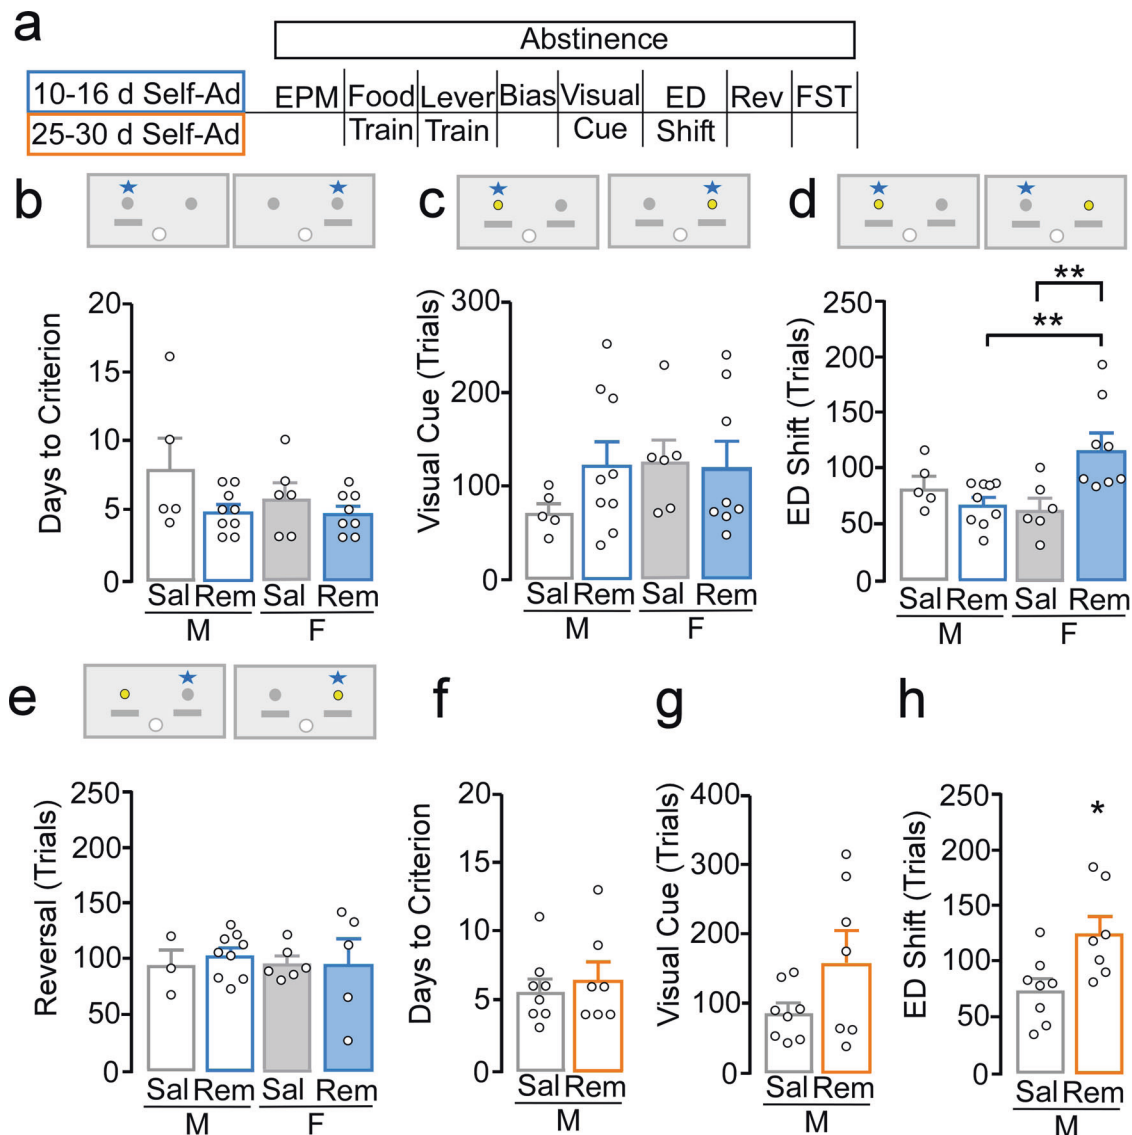 a
Abstinence
10-16 d Self-Ad
25-30 d Self-Ad
EPM Food Lever Bias Visual ED Rev FST
Train Train Cue Shift
b
c
d
Days to Criterion
20
15
10
5
0
Sal Rem Sal Rem
M F
Visual Cue (Trials)
300
200
100
0
Sal Rem Sal Rem
M F
ED Shift (Trials)
250
200
150
100
50
0
**
**
Sal Rem Sal Rem
M F
e
f
g
h
Reversal (Trials)
250
200
150
100
50
0
Sal Rem Sal Rem
M F
Days to Criterion
20
15
10
5
0
Sal Rem
M
Visual Cue (Trials)
400
300
200
100
0
Sal Rem
M
ED Shift (Trials)
250
200
150
100
50
0
*
Sal Rem
M